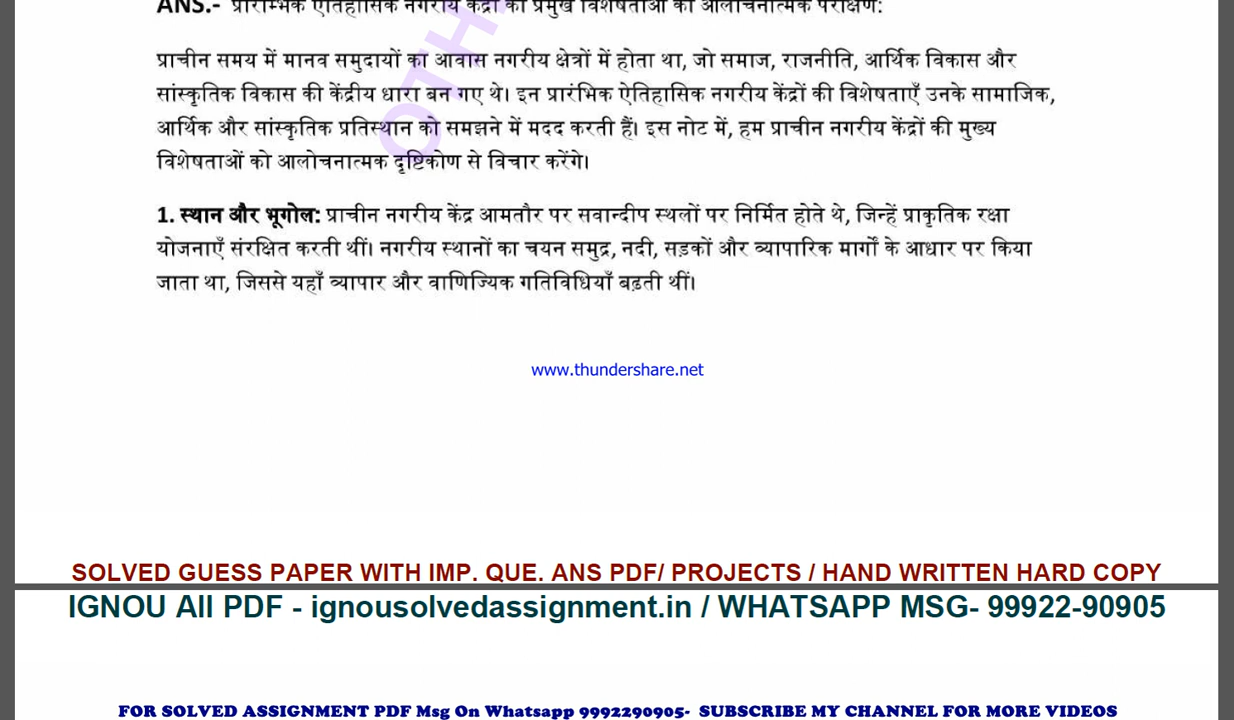 ANS.- प्रारम्भिक ऐतिहासिक नगरीय केंद्रों की प्रमुख विशेषताओं का आलोचनात्मक परीक्षण:
प्राचीन समय में मानव समुदायों का आवास नगरीय क्षेत्रों में होता था, जो समाज, राजनीति, आर्थिक विकास और
सांस्कृतिक विकास की केंद्रीय धारा बन गए थे। इन प्रारंभिक ऐतिहासिक नगरीय केंद्रों की विशेषताएँ उनके सामाजिक,
आर्थिक और सांस्कृतिक प्रतिस्थान को समझने में मदद करती हैं। इस नोट में, हम प्राचीन नगरीय केंद्रों की मुख्य
विशेषताओं को आलोचनात्मक दृष्टिकोण से विचार करेंगे।
1. स्थान और भूगोल: प्राचीन नगरीय केंद्र आमतौर पर सवान्दीप स्थलों पर निर्मित होते थे, जिन्हें प्राकृतिक रक्षा
योजनाएँ संरक्षित करती थीं। नगरीय स्थानों का चयन समुद्र, नदी, सड़कों और व्यापारिक मार्गों के आधार पर किया
जाता था, जिससे यहाँ व्यापार और वाणिज्यिक गतिविधियाँ बढ़ती थीं।
www.thundershare.net
SOLVED GUESS PAPER WITH IMP. QUE. ANS PDF/ PROJECTS / HAND WRITTEN HARD COPY
IGNOU All PDF - ignousolvedassignment.in / WHATSAPP MSG- 99922-90905
FOR SOLVED ASSIGNMENT PDF Msg On Whatsapp 9992290905- SUBSCRIBE MY CHANNEL FOR MORE VIDEOS